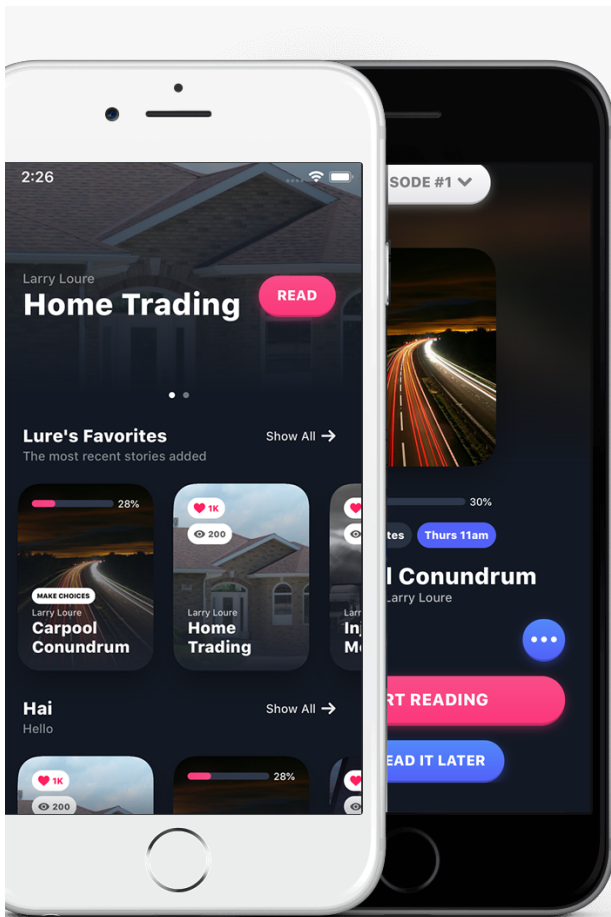 2:26
Larry Loure
Home Trading
READ
Lure's Favorites
Show All
The most recent stories added
28%
MAKE CHOICES
Larry Loure
Carpool
Conundrum
1K
200
Larry Loure
Home
Trading
Hai
Show All
Hello
1K
200
28%
SODE #1
30%
Thurs 11am
l Conundrum
Larry Loure
RT READING
EAD IT LATER